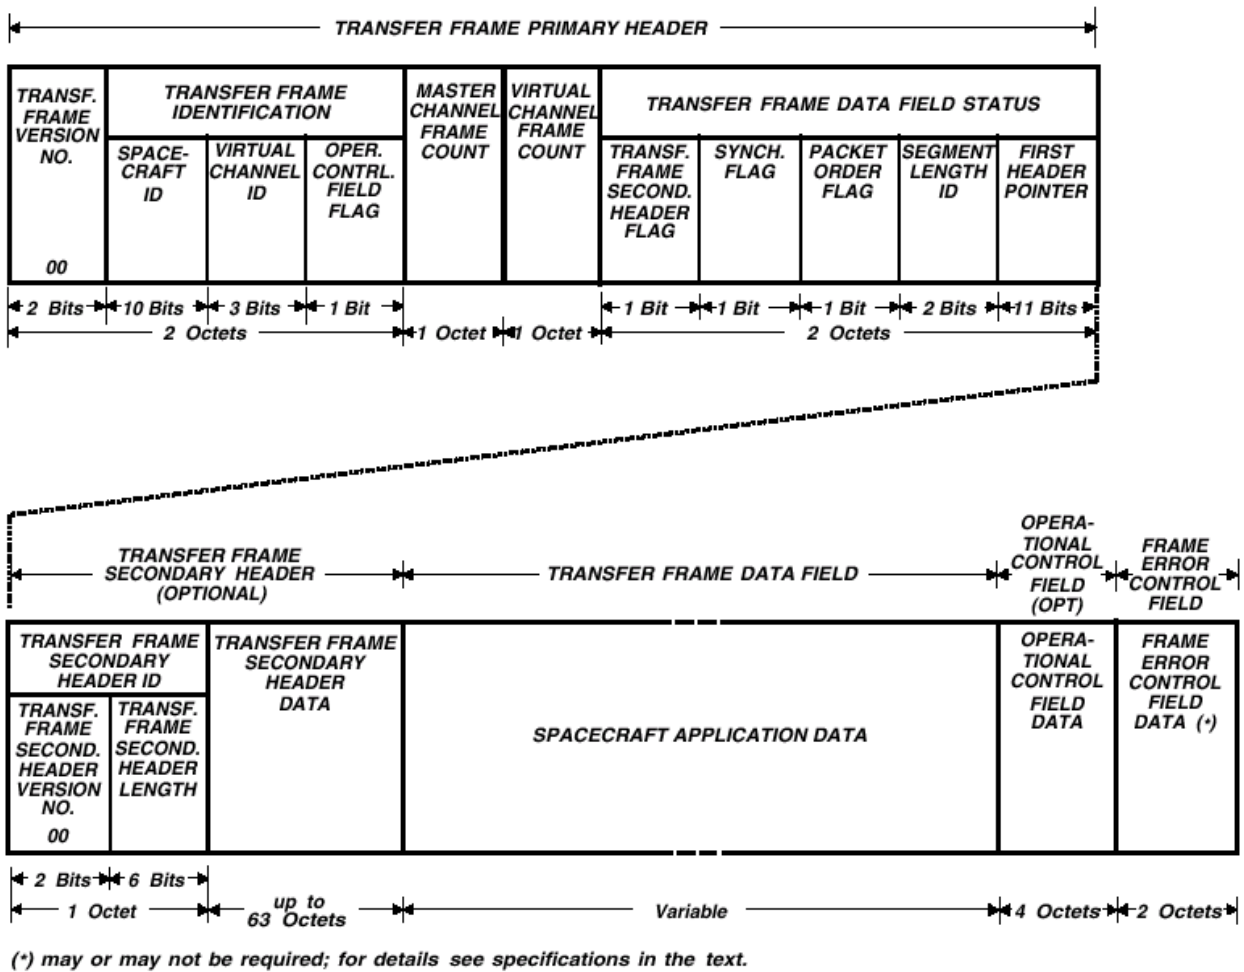 TRANSFER FRAME PRIMARY HEADER
TRANSF.
FRAME
VERSION
NO.
00
TRANSFER FRAME
IDENTIFICATION
SPACE-
CRAFT
ID
VIRTUAL
CHANNEL
ID
OPER.
CONTRL.
FIELD
FLAG
MASTER
CHANNEL
FRAME
COUNT
VIRTUAL
CHANNEL
FRAME
COUNT
TRANSFER FRAME DATA FIELD STATUS
TRANSF.
FRAME
SECOND.
HEADER
FLAG
SYNCH.
FLAG
PACKET
ORDER
FLAG
SEGMENT
LENGTH
ID
FIRST
HEADER
POINTER
2 Bits
10 Bits
3 Bits
1 Bit
1 Bit
1 Bit
1 Bit
2 Bits
11 Bits
2 Octets
1 Octet
1 Octet
2 Octets
TRANSFER FRAME
SECONDARY HEADER
(OPTIONAL)
TRANSFER FRAME DATA FIELD
OPERA-
TIONAL
CONTROL
FIELD
(OPT)
FRAME
ERROR
CONTROL
FIELD
TRANSFER FRAME
SECONDARY
HEADER ID
TRANSF.
FRAME
SECOND.
HEADER
VERSION
NO.
00
TRANSF.
FRAME
SECOND.
HEADER
LENGTH
TRANSFER FRAME
SECONDARY
HEADER
DATA
SPACECRAFT APPLICATION DATA
OPERA-
TIONAL
CONTROL
FIELD
DATA
FRAME
ERROR
CONTROL
FIELD
DATA (*)
2 Bits
6 Bits
1 Octet
up to
63 Octets
Variable
4 Octets
2 Octets
(*) may or may not be required; for details see specifications in the text.